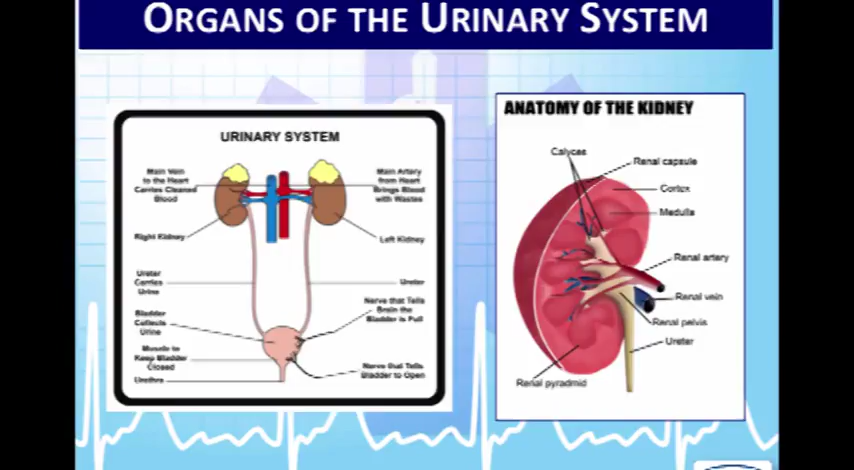 ORGANS OF THE URINARY SYSTEM
URINARY SYSTEM
Main Vein
to the Heart
Carries Cleaned
Blood
Main Artery
from Heart
Brings Blood
with Wastes
Right Kidney
Left Kidney
Ureter
Carries
Urine
Ureter
Bladder
Collects
Urine
Nerve that Tells
Brain the
Bladder is Full
Muscle to
Keep Bladder
Closed
Nerve that Tells
Bladder to Open
Urethra
ANATOMY OF THE KIDNEY
Calyces
Renal capsule
Cortex
Medulla
Renal artery
Renal vein
Renal pelvis
Ureter
Renal pyradmid